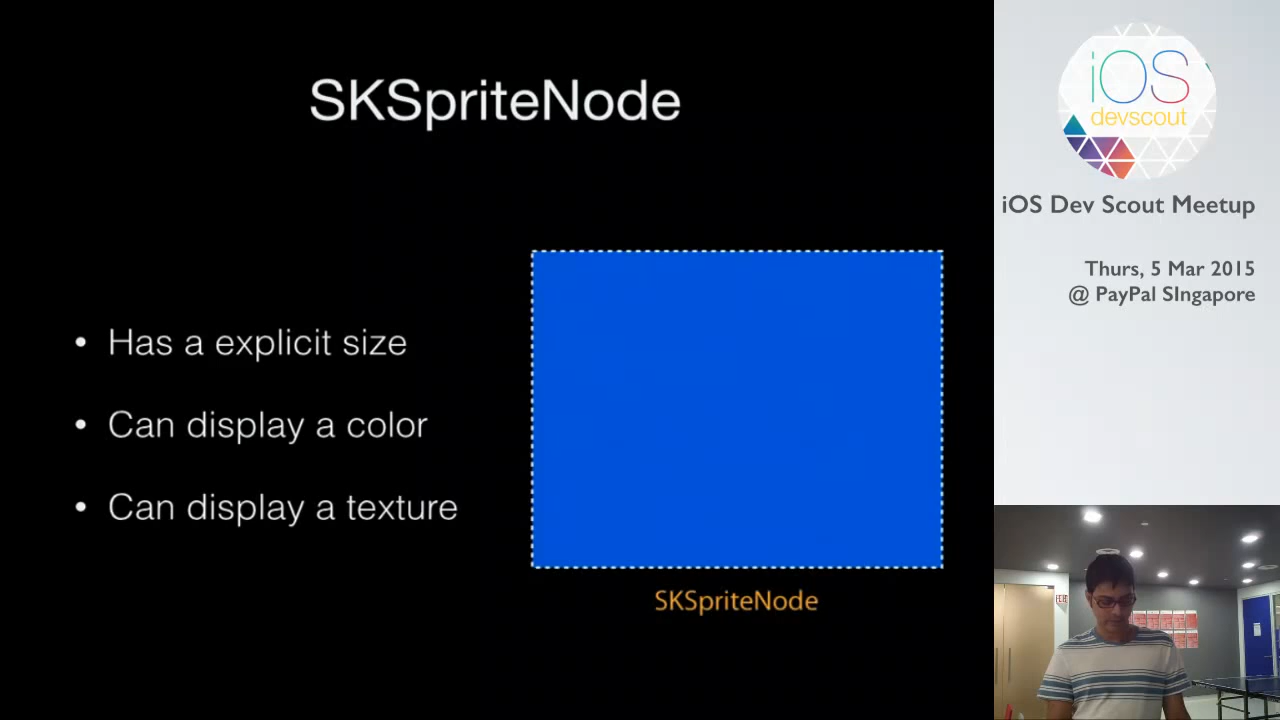 SKSpriteNode
• Has a explicit size
• Can display a color
• Can display a texture
SKSpriteNode
iOS
devscout
iOS Dev Scout Meetup
Thurs, 5 Mar 2015
@ PayPal SIngapore